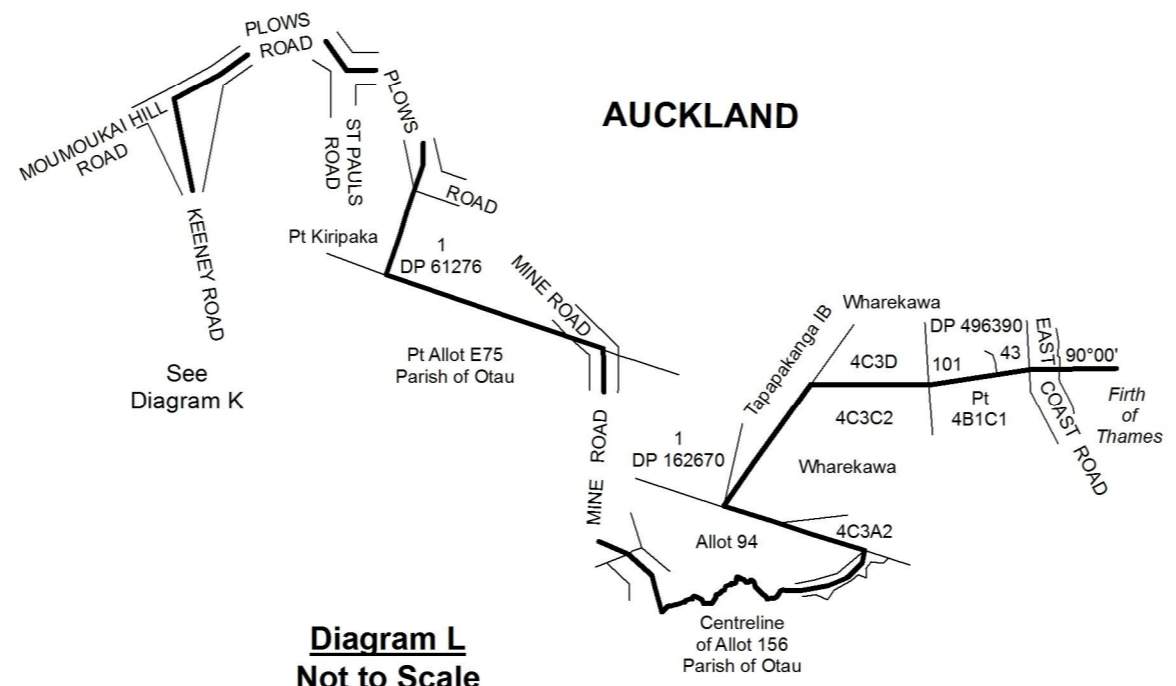 PLOWS
ROAD
AUCKLAND
MOUMOUKAI HILL
ROAD
PLOWS
ROAD
ST PAULS
ROAD
KEENEY ROAD
Pt Kiripaka
1
DP 61276
MINE ROAD
See
Diagram K
Pt Allot E75
Parish of Otau
Tapapakanga IB
Wharekawa
DP 496390
EAST COAST ROAD
4C3D
101
43
90°00'
4C3C2
Pt
4B1C1
Firth
of
Thames
MINE ROAD
1
DP 162670
Wharekawa
Allot 94
4C3A2
Centreline
of Allot 156
Parish of Otau
Diagram L
Not to Scale